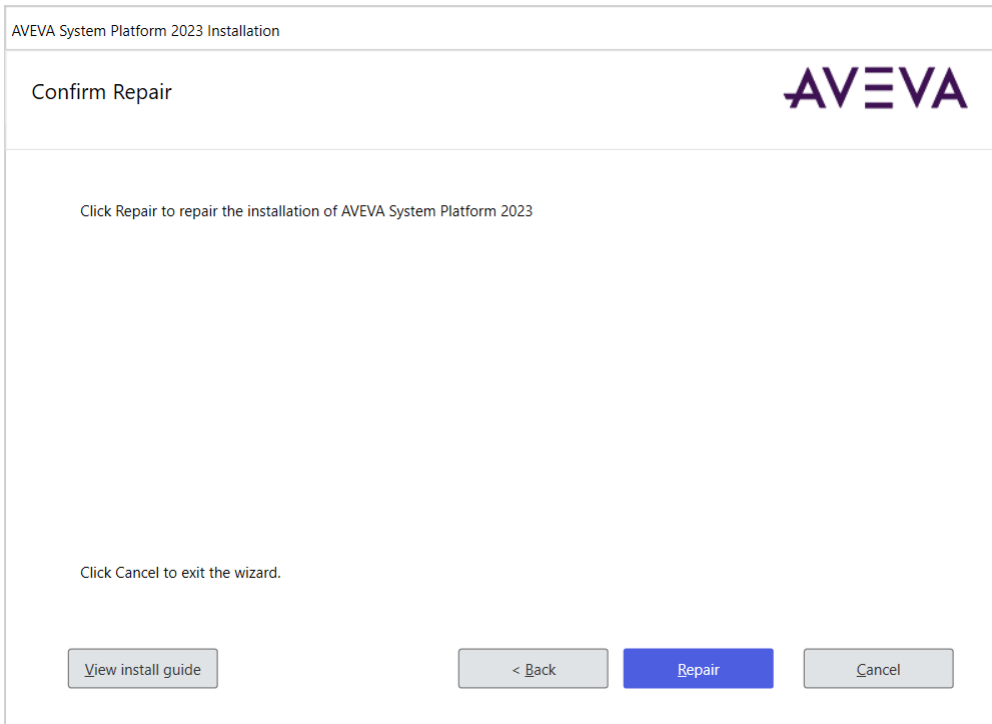 AVEVA System Platform 2023 Installation
Confirm Repair
AVEVA
Click Repair to repair the installation of AVEVA System Platform 2023
Click Cancel to exit the wizard.
View install guide
< Back
Repair
Cancel